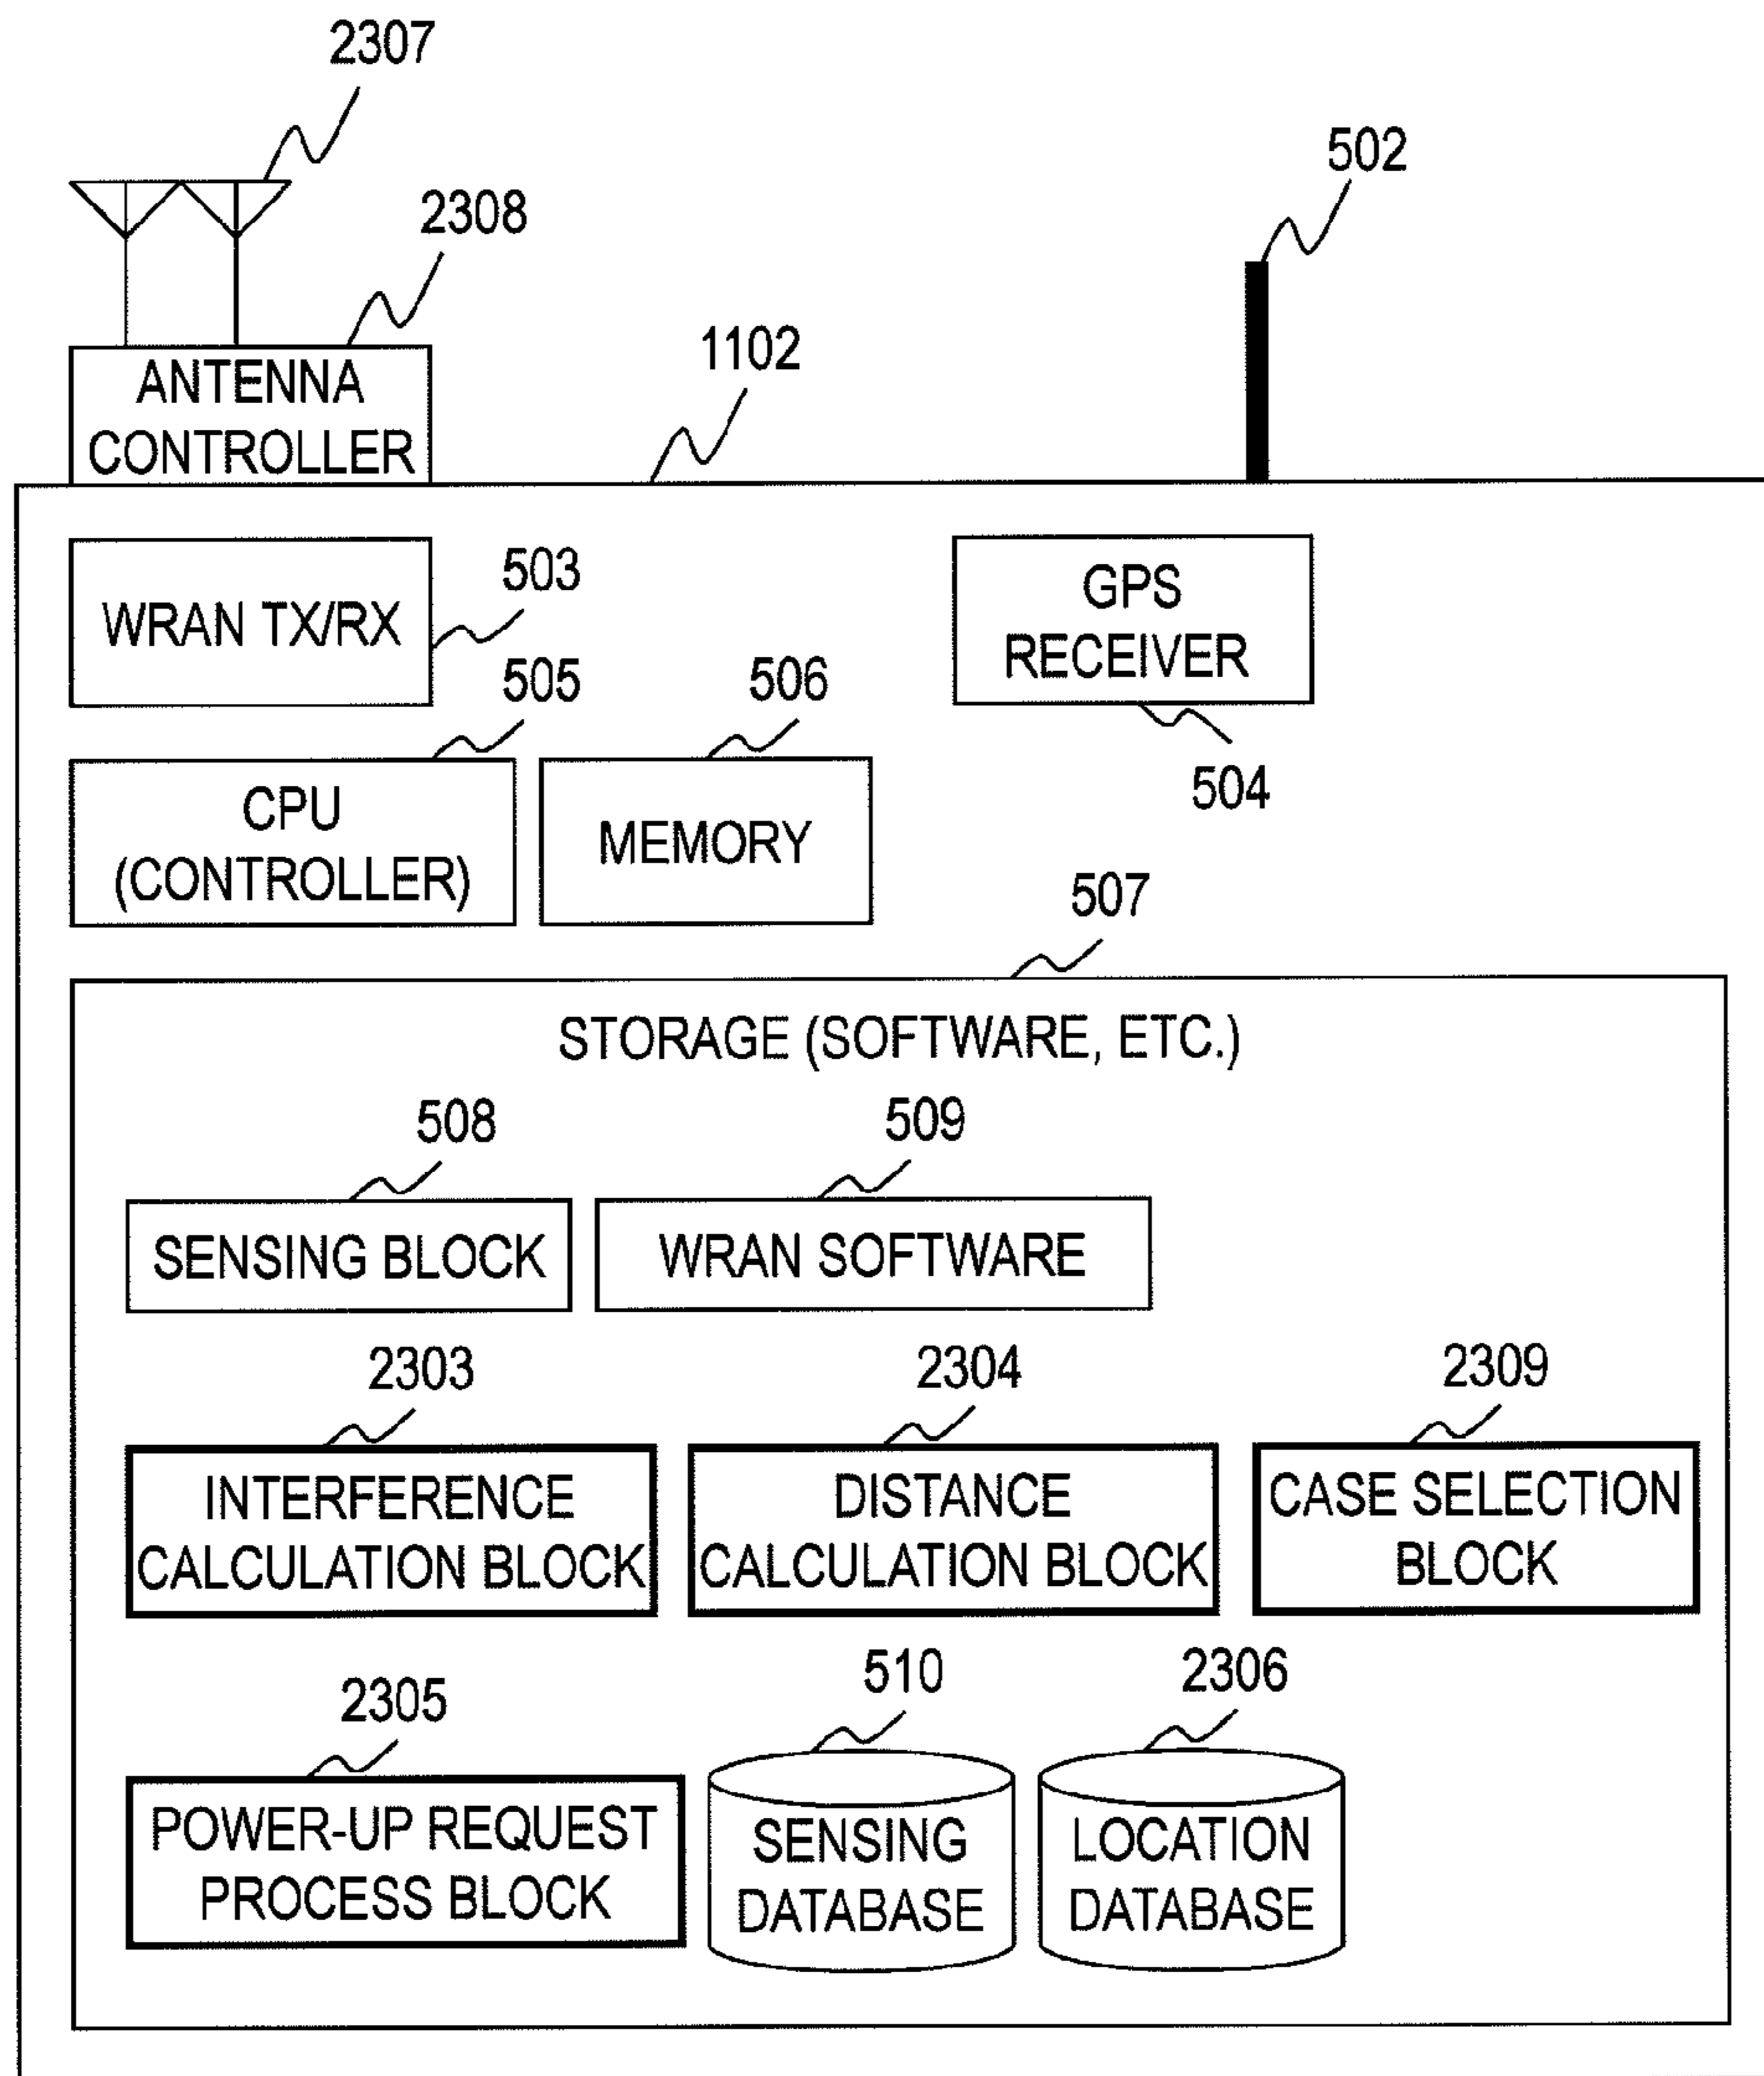 2307
502
2308
1102
ANTENNA
CONTROLLER
503
WRAN TX/RX
GPS
RECEIVER
504
505
506
CPU
(CONTROLLER)
MEMORY
507
STORAGE (SOFTWARE, ETC.)
508
509
SENSING BLOCK
WRAN SOFTWARE
2303
2304
2309
INTERFERENCE
CALCULATION BLOCK
DISTANCE
CALCULATION BLOCK
CASE SELECTION
BLOCK
2305
510
2306
POWER-UP REQUEST
PROCESS BLOCK
SENSING
DATABASE
LOCATION
DATABASE